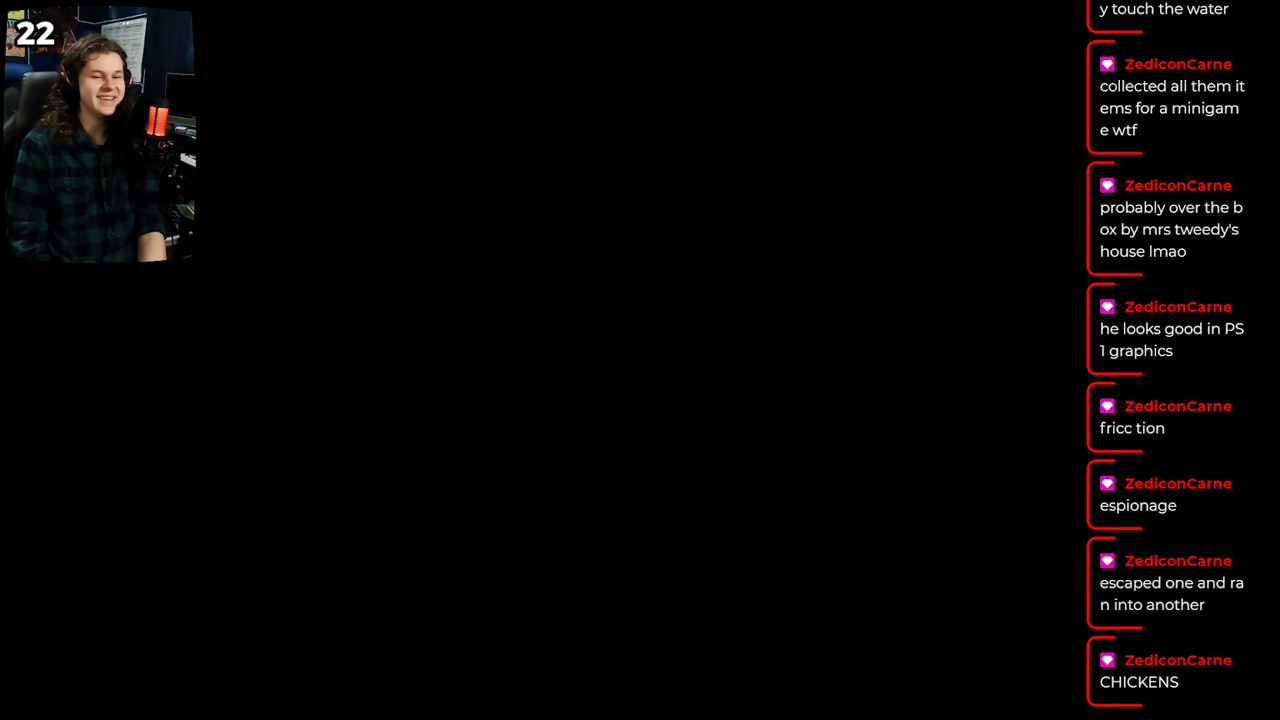 22
y touch the water
ZediconCarne
collected all them it
ems for a minigam
e wtf
ZediconCarne
probably over the b
ox by mrs tweedy's
house lmao
ZediconCarne
he looks good in PS
1 graphics
ZediconCarne
fricc tion
ZediconCarne
espionage
ZediconCarne
escaped one and ra
n into another
ZediconCarne
CHICKENS